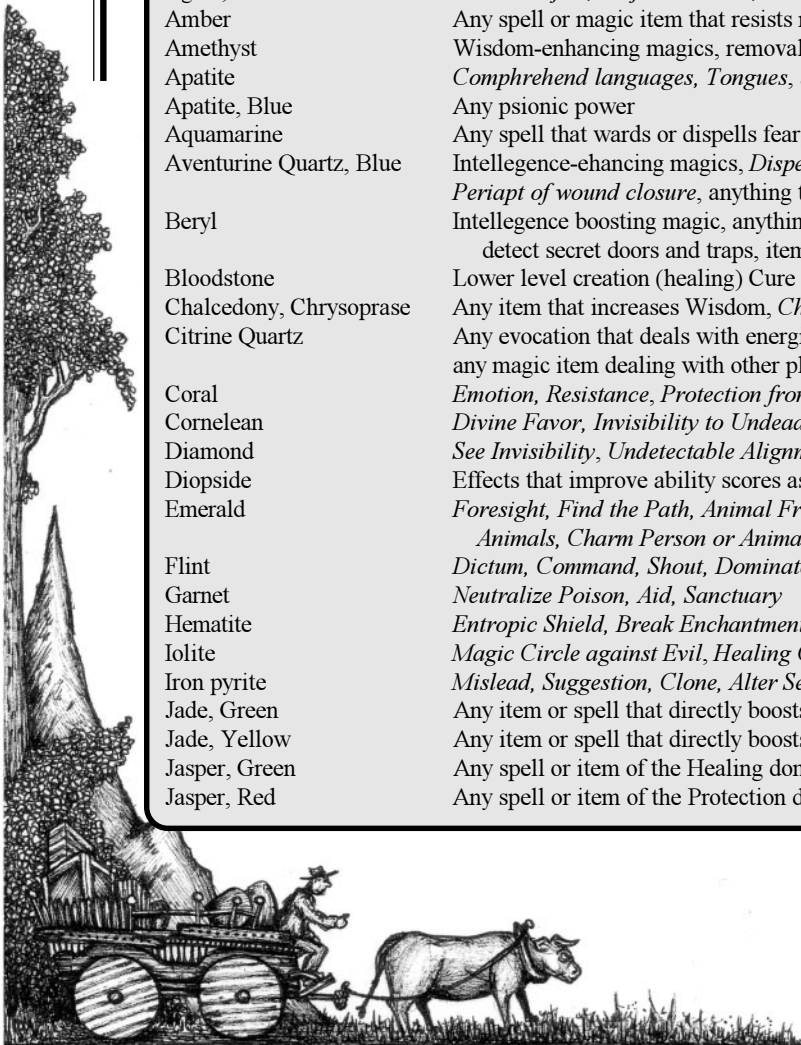 Amber Any spell or magic item that resists
Amethyst Wisdom-enhancing magics, removal
Apatite Comphrehend languages, Tongues,
Apatite, Blue Any psionic power
Aquamarine Any spell that wards or dispells fear
Aventurine Quartz, Blue Intellegence-ehancing magics, Dispe
Periapt of wound closure, anything
Beryl Intellegence boosting magic, anythin
detect secret doors and traps, item
Bloodstone Lower level creation (healing) Cure
Chalcedony, Chrysoprase Any item that increases Wisdom, Ch
Citrine Quartz Any evocation that deals with energi
any magic item dealing with other pl
Coral Emotion, Resistance, Protection from
Cornelean Divine Favor, Invisibility to Undead
Diamond See Invisibility, Undetectable Alignm
Diopside Effects that improve ability scores as
Emerald Foresight, Find the Path, Animal Fr
Animals, Charm Person or Anima
Flint Dictum, Command, Shout, Dominat
Garnet Neutralize Poison, Aid, Sanctuary
Hematite Entropic Shield, Break Enchantment
Iolite Magic Circle against Evil, Healing
Iron pyrite Mislead, Suggestion, Clone, Alter Se
Jade, Green Any item or spell that directly boosts
Jade, Yellow Any item or spell that directly boosts
Jasper, Green Any spell or item of the Healing dom
Jasper, Red Any spell or item of the Protection d